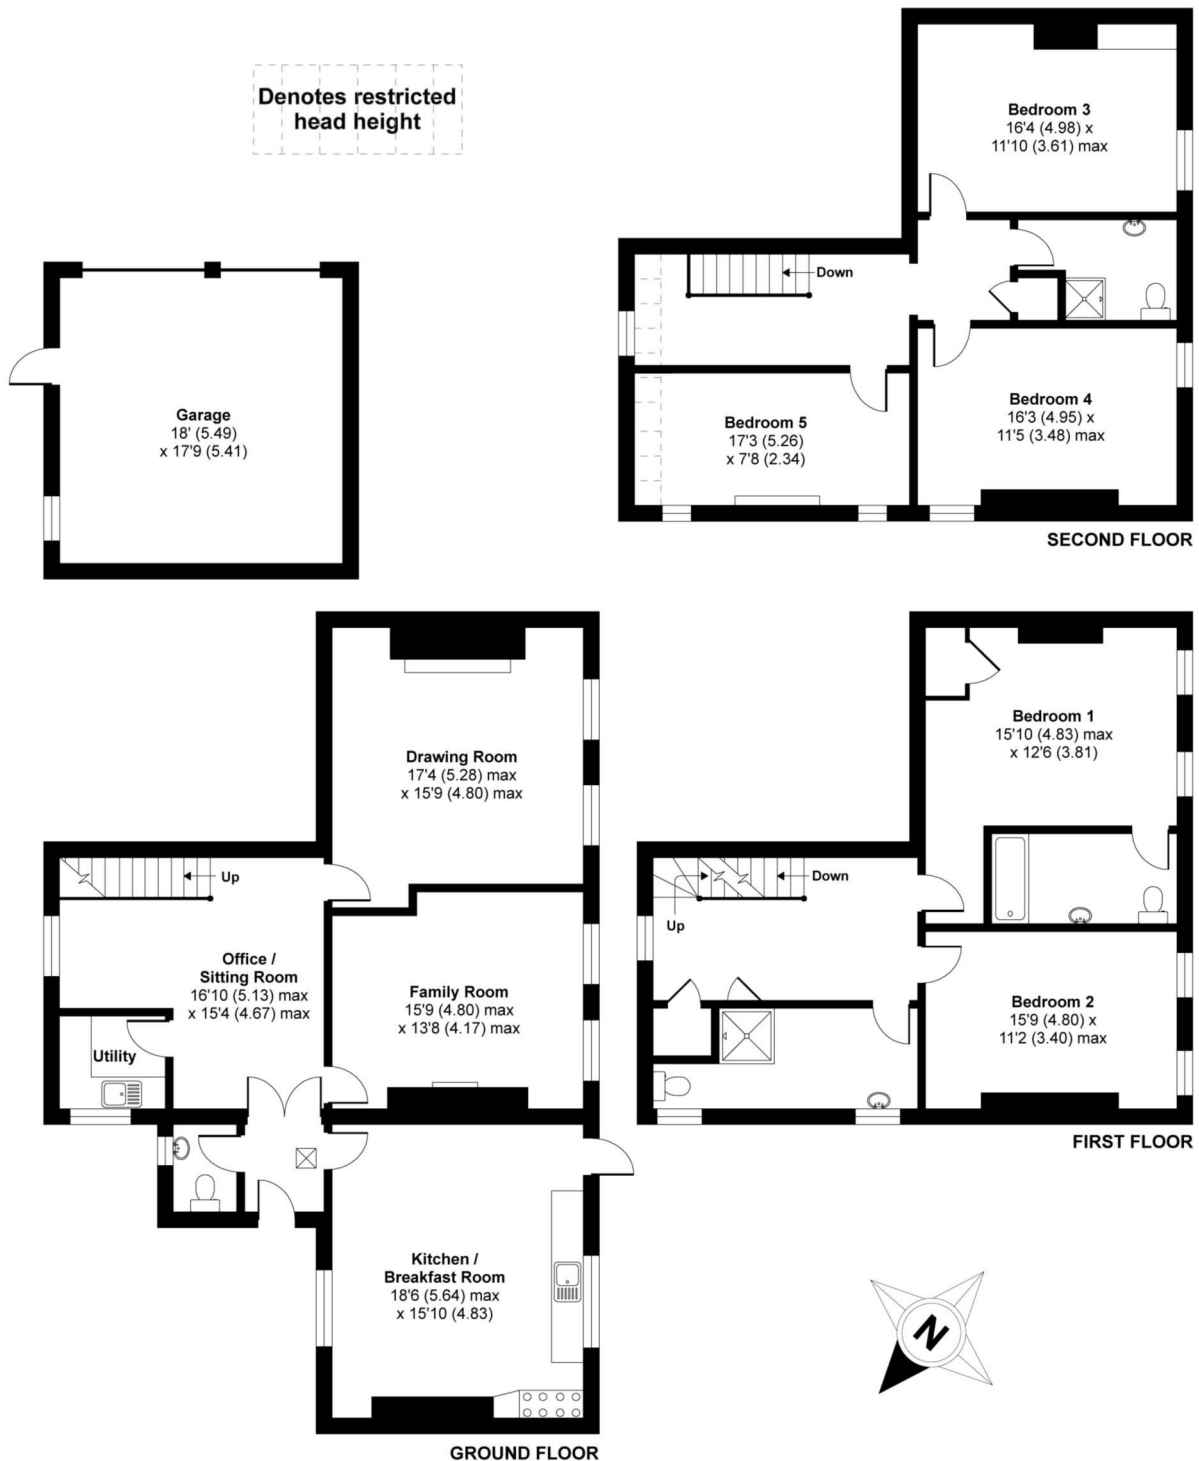 Denotes restricted
head height
Bedroom 3
16'4 (4.98) x
11'10 (3.61) max
Down
Bedroom 5
17'3 (5.26)
x 7'8 (2.34)
Bedroom 4
16'3 (4.95) x
11'5 (3.48) max
SECOND FLOOR
Garage
18' (5.49)
x 17'9 (5.41)
Drawing Room
17'4 (5.28) max
x 15'9 (4.80) max
Up
Office /
Sitting Room
16'10 (5.13) max
x 15'4 (4.67) max
Family Room
15'9 (4.80) max
x 13'8 (4.17) max
Utility
Kitchen /
Breakfast Room
18'6 (5.64) max
x 15'10 (4.83)
GROUND FLOOR
Bedroom 1
15'10 (4.83) max
x 12'6 (3.81)
Down
Up
Bedroom 2
15'9 (4.80) x
11'2 (3.40) max
FIRST FLOOR
N